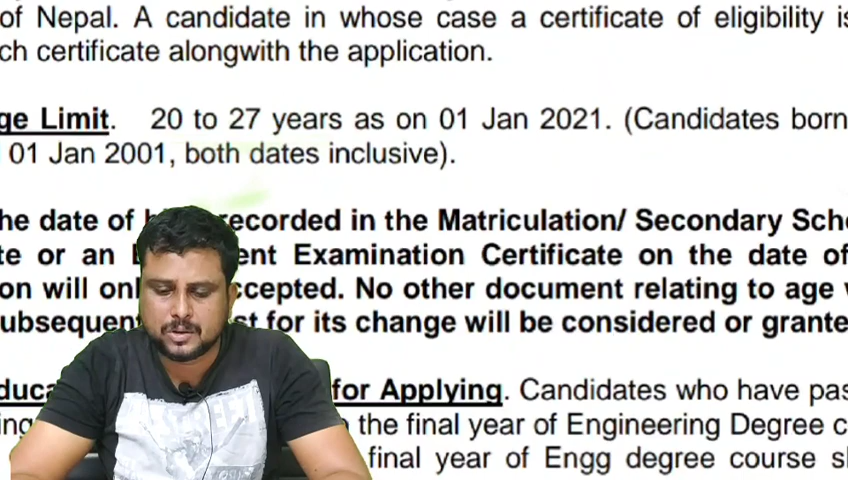 of Nepal. A candidate in whose case a certificate of eligibility is
ch certificate alongwith the application.
ge Limit. 20 to 27 years as on 01 Jan 2021. (Candidates born
01 Jan 2001, both dates inclusive).
he date of recorded in the Matriculation/ Secondary Scho
te or an ent Examination Certificate on the date of
on will onl ccepted. No other document relating to age
ubsequent st for its change will be considered or grante
duca for Applying. Candidates who have pas
ing the final year of Engineering Degree c
final year of Engg degree course s